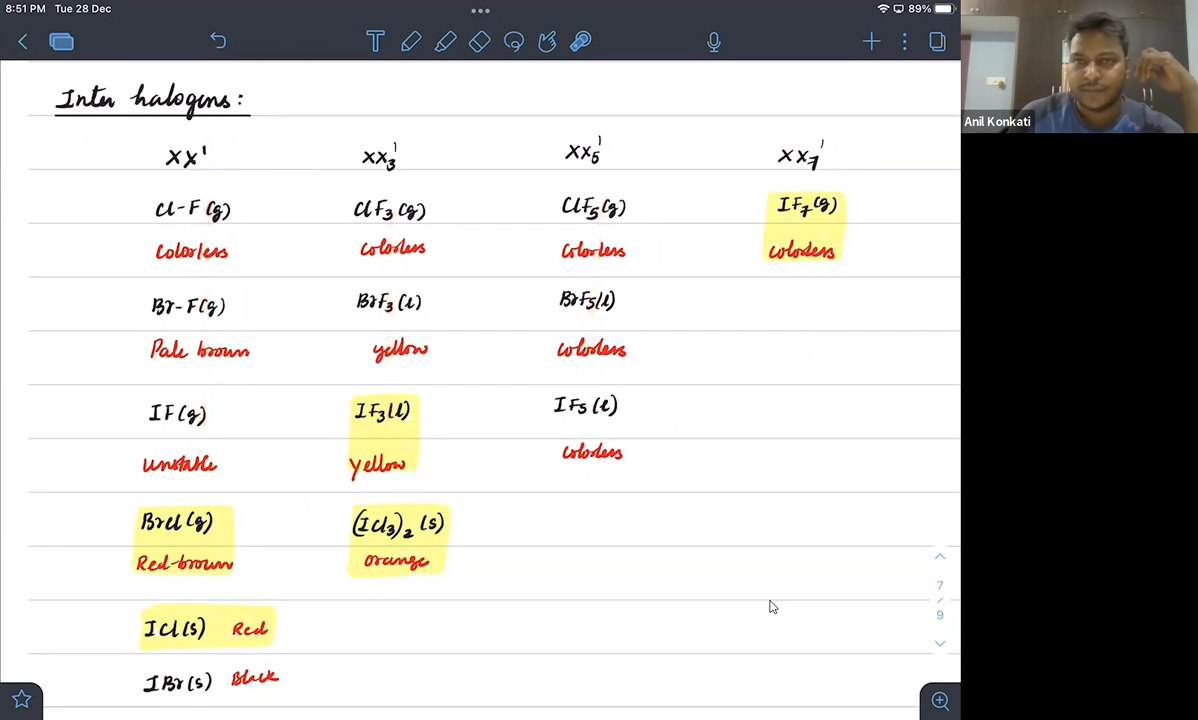 8:51 PM Tue 28 Dec
89%
Inter halogens:
XX' XX₃' XX₅' XX₇'
Cl-F(g) ClF₃(g) ClF₅(g) IF₇(g)
Colorless colorless colorless colorless
Br-F(g) BrF₃(l) BrF₅(l)
Pale brown yellow colorless
IF(g) IF₃(l) IF₅(l)
unstable yellow colorless
BrCl(g) (ICl₃)₂(s)
Red-brown orange
ICl(s) Red
IBr(s) Black
7
/
9
Anil Konkati